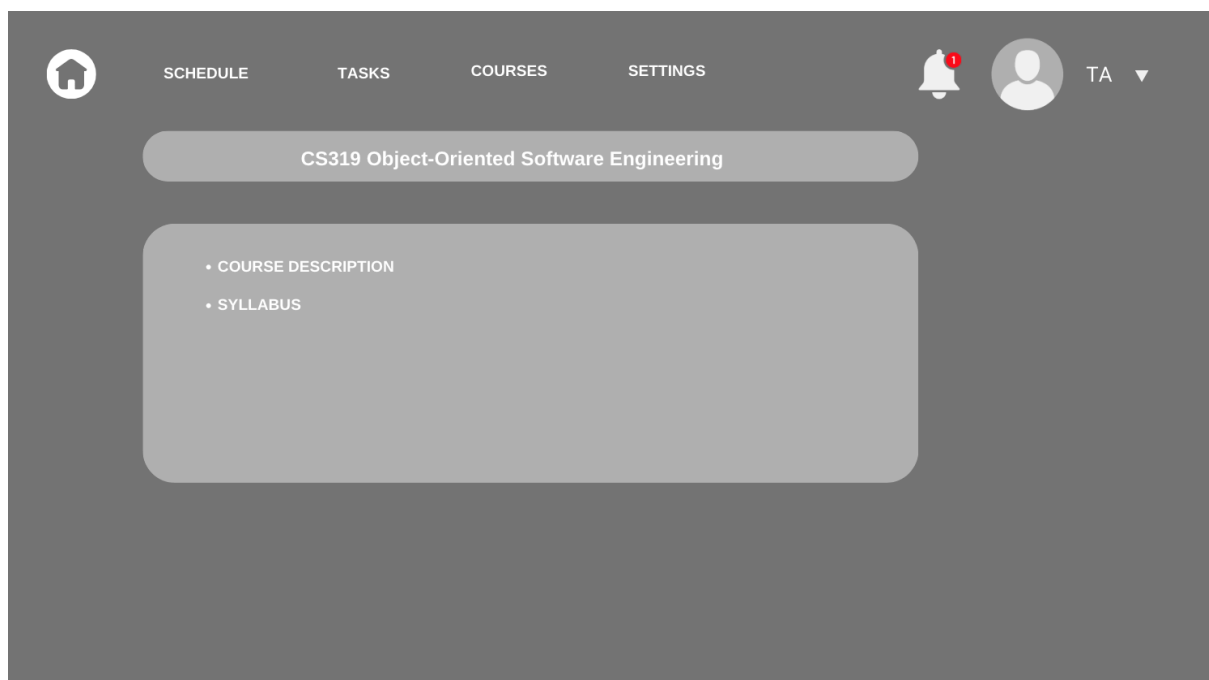 SCHEDULE TASKS COURSES SETTINGS 1 TA
CS319 Object-Oriented Software Engineering
• COURSE DESCRIPTION
• SYLLABUS